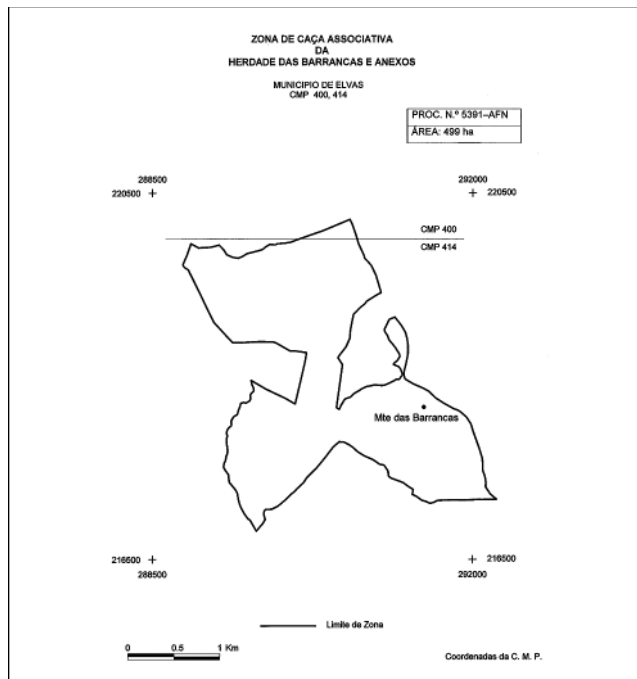 ZONA DE CAÇA ASSOCIATIVA
DA
HERDADE DAS BARRANCAS E ANEXOS
MUNICIPIO DE ELVAS
CMP 400, 414
PROC. N.º 5391–AFN
ÁREA: 499 ha
288500
292000
220500
220500
CMP 400
CMP 414
Mte das Barrancas
216500
216500
288500
292000
Limite de Zona
0 0.5 1 Km
Coordenadas da C. M. P.